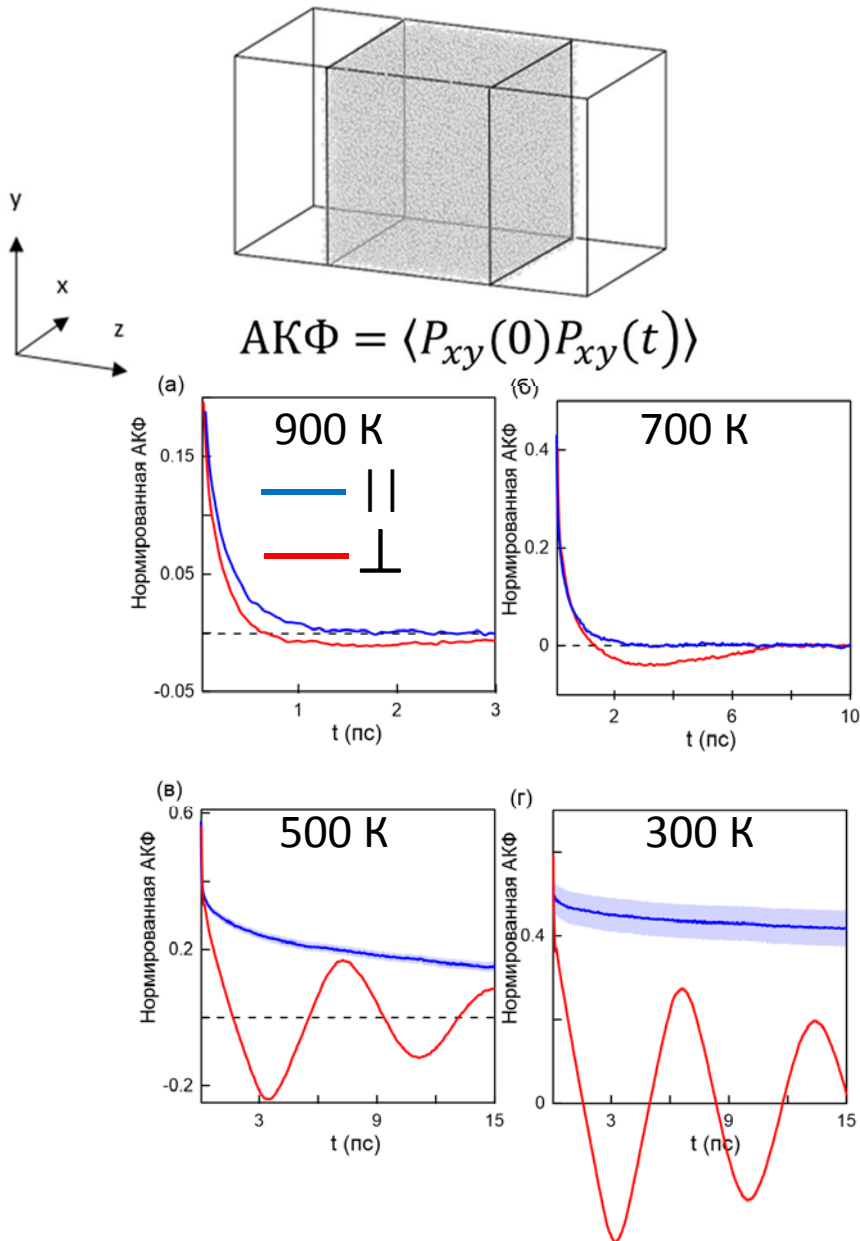 y
x
z
АКФ = ⟨P_xy(0)P_xy(t)⟩
(а)
900 К
Нормированная АКФ
0.15
0.05
-0.05
||
⊥
1
2
3
t (пс)
(б)
700 К
Нормированная АКФ
0.4
0.2
0
2
6
10
t (пс)
(в)
500 К
Нормированная АКФ
0.6
0.2
-0.2
3
9
15
t (пс)
(г)
300 К
Нормированная АКФ
0.4
0
3
9
15
t (пс)